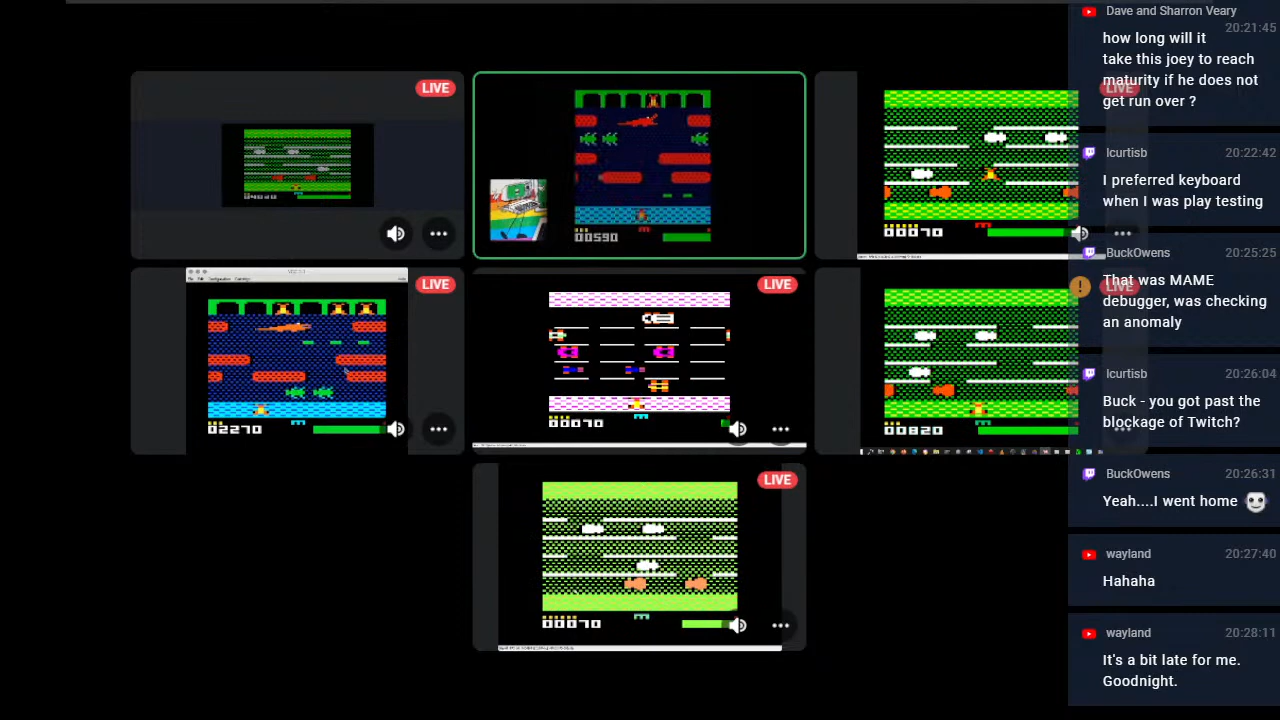 Dave and Sharron Veary
20:21:45
how long will it
take this joey to reach
maturity if he does not
get run over ?
LIVE
LIVE
00590
00070
lcurtisb 20:22:42
I preferred keyboard
when I was play testing
BuckOwens 20:25:25
That was MAME
debugger, was checking
an anomaly
LIVE
LIVE
LIVE
02270
00070
00820
lcurtisb 20:26:04
Buck - you got past the
blockage of Twitch?
BuckOwens 20:26:31
Yeah....I went home
LIVE
00070
wayland 20:27:40
Hahaha
wayland 20:28:11
It's a bit late for me.
Goodnight.